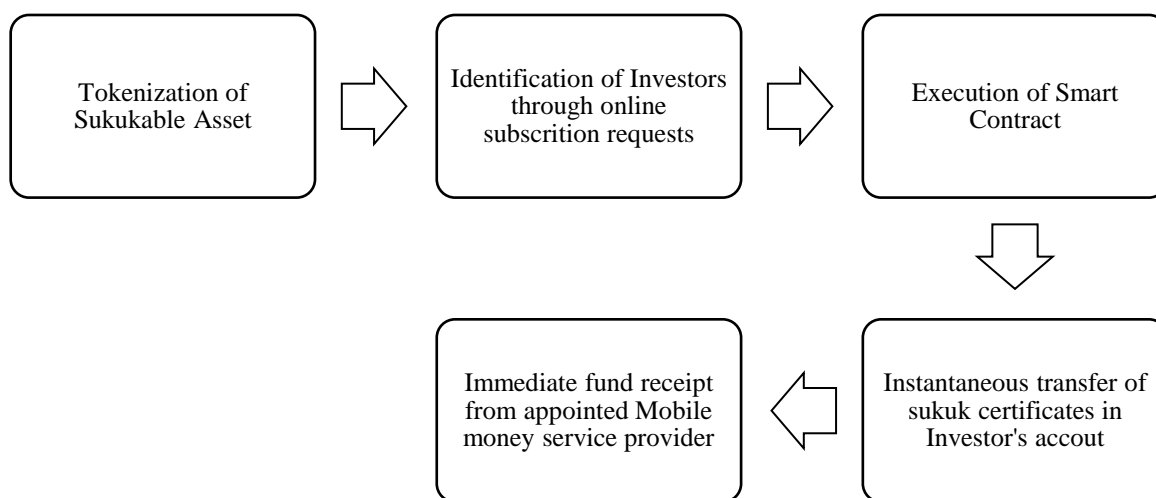 Tokenization of
Sukukable Asset
Identification of Investors
through online
subscrition requests
Execution of Smart
Contract
Instantaneous transfer of
sukuk certificates in
Investor's accout
Immediate fund receipt
from appointed Mobile
money service provider